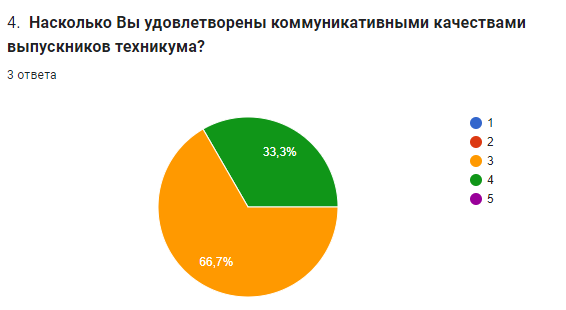 4. Насколько Вы удовлетворены коммуникативными качествами
выпускников техникума?
3 ответа
33,3%
66,7%
1
2
3
4
5